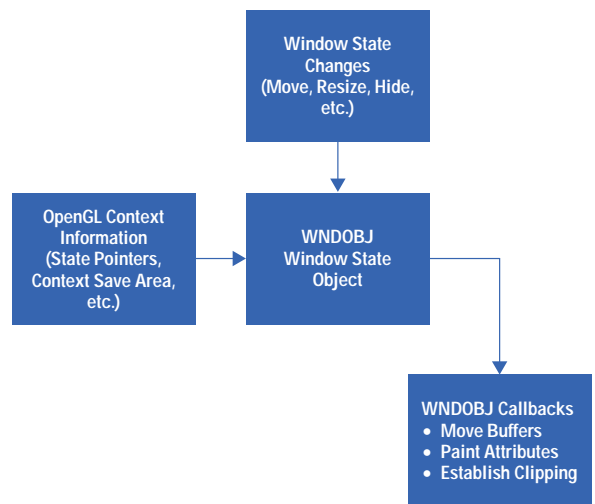 Window State
Changes
(Move, Resize, Hide,
etc.)
OpenGL Context
Information
(State Pointers,
Context Save Area,
etc.)
WNDOBJ
Window State
Object
WNDOBJ Callbacks
• Move Buffers
• Paint Attributes
• Establish Clipping